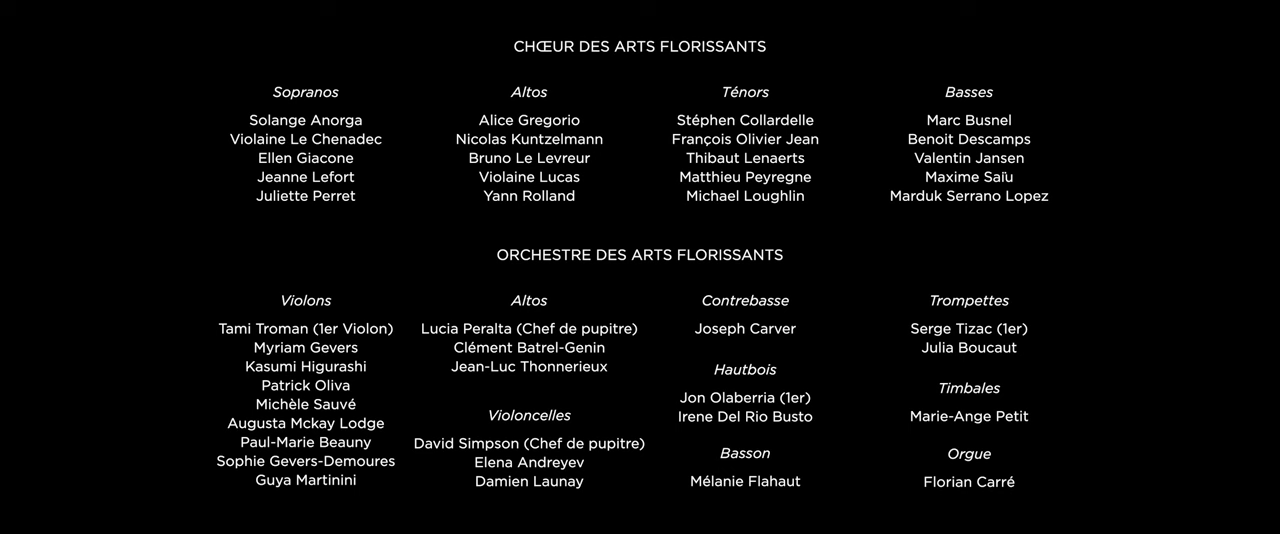 CHŒUR DES ARTS FLORISSANTS
Sopranos
Solange Anorga
Violaine Le Chenadec
Ellen Giacone
Jeanne Lefort
Juliette Perret
Altos
Alice Gregorio
Nicolas Kuntzelmann
Bruno Le Levreur
Violaine Lucas
Yann Rolland
Ténors
Stéphen Collardelle
François Olivier Jean
Thibaut Lenaerts
Matthieu Peyregne
Michael Loughlin
Basses
Marc Busnel
Benoit Descamps
Valentin Jansen
Maxime Saïu
Marduk Serrano Lopez
ORCHESTRE DES ARTS FLORISSANTS
Violons
Tami Troman (1er Violon)
Myriam Gevers
Kasumi Higurashi
Patrick Oliva
Michèle Sauvé
Augusta Mckay Lodge
Paul-Marie Beauny
Sophie Gevers-Demoures
Guya Martinini
Altos
Lucia Peralta (Chef de pupitre)
Clément Batrel-Genin
Jean-Luc Thonnerieux
Violoncelles
David Simpson (Chef de pupitre)
Elena Andreyev
Damien Launay
Contrebasse
Joseph Carver
Hautbois
Jon Olaberria (1er)
Irene Del Rio Busto
Basson
Mélanie Flahaut
Trompettes
Serge Tizac (1er)
Julia Boucaut
Timbales
Marie-Ange Petit
Orgue
Florian Carré